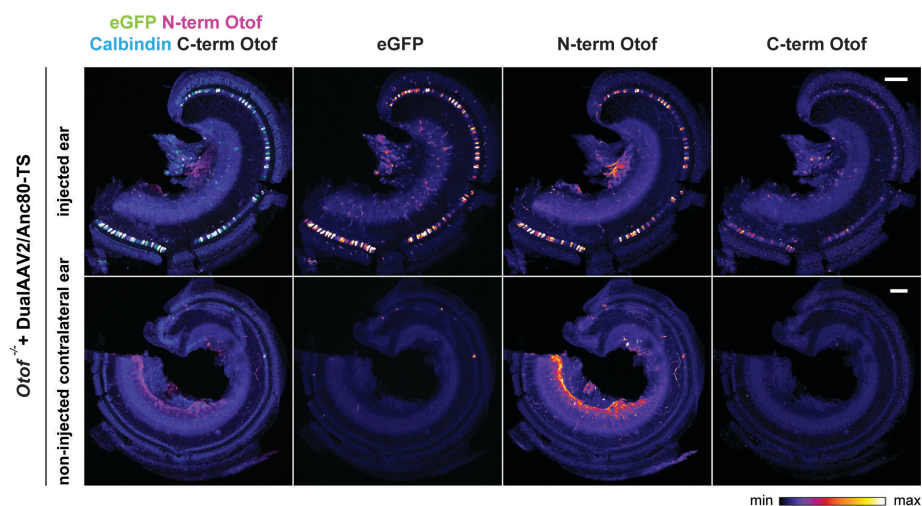 eGFP N-term Otof
Calbindin C-term Otof
eGFP
N-term Otof
C-term Otof
Otof -/- + DualAAV2/Anc80-TS
injected ear
non-injected contralateral ear
min
max